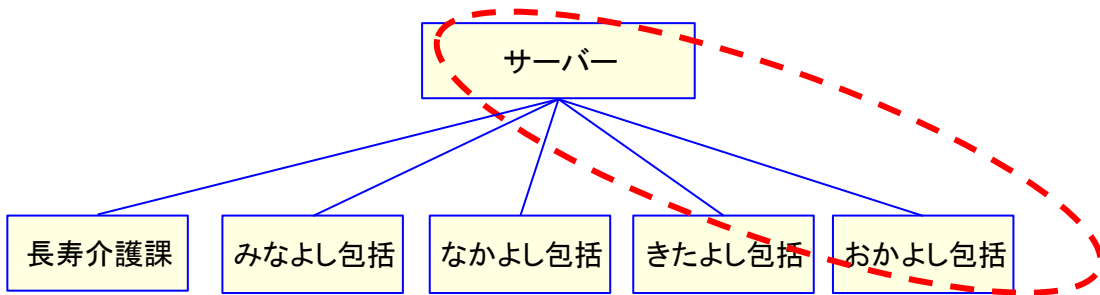 サーバー
長寿介護課
みなよし包括
なかよし包括
きたよし包括
おかよし包括